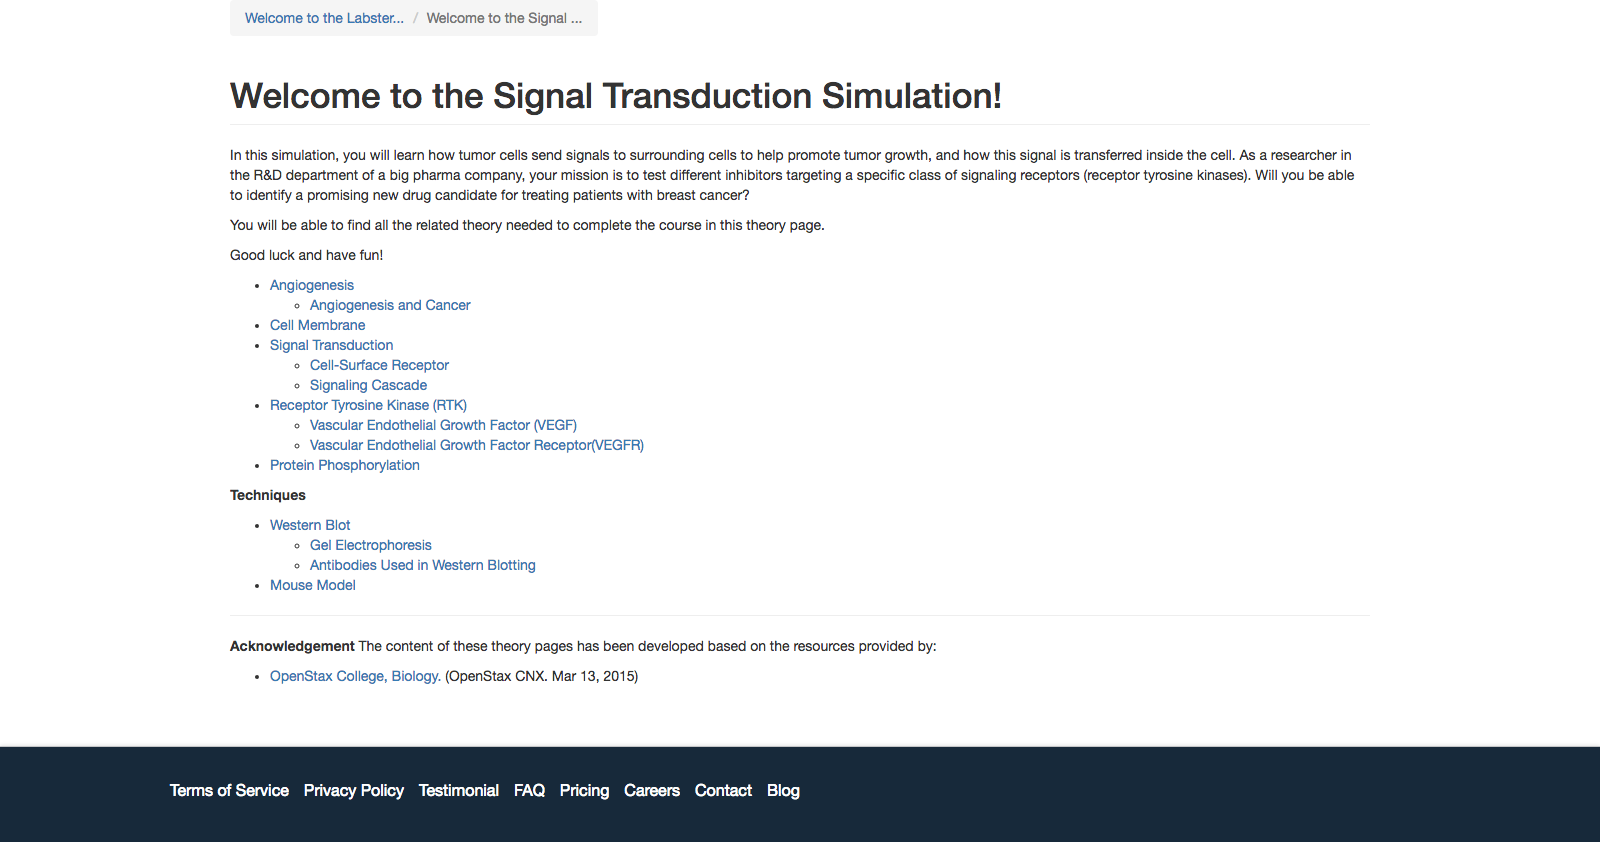 Welcome to the Labster... / Welcome to the Signal ...
Welcome to the Signal Transduction Simulation!
In this simulation, you will learn how tumor cells send signals to surrounding cells to help promote tumor growth, and how this signal is transferred inside the cell. As a researcher in
the R&D department of a big pharma company, your mission is to test different inhibitors targeting a specific class of signaling receptors (receptor tyrosine kinases). Will you be able
to identify a promising new drug candidate for treating patients with breast cancer?
You will be able to find all the related theory needed to complete the course in this theory page.
Good luck and have fun!
Angiogenesis
Angiogenesis and Cancer
Cell Membrane
Signal Transduction
Cell-Surface Receptor
Signaling Cascade
Receptor Tyrosine Kinase (RTK)
Vascular Endothelial Growth Factor (VEGF)
Vascular Endothelial Growth Factor Receptor(VEGFR)
Protein Phosphorylation
Techniques
Western Blot
Gel Electrophoresis
Antibodies Used in Western Blotting
Mouse Model
Acknowledgement The content of these theory pages has been developed based on the resources provided by:
OpenStax College, Biology. (OpenStax CNX. Mar 13, 2015)
Terms of Service Privacy Policy Testimonial FAQ Pricing Careers Contact Blog